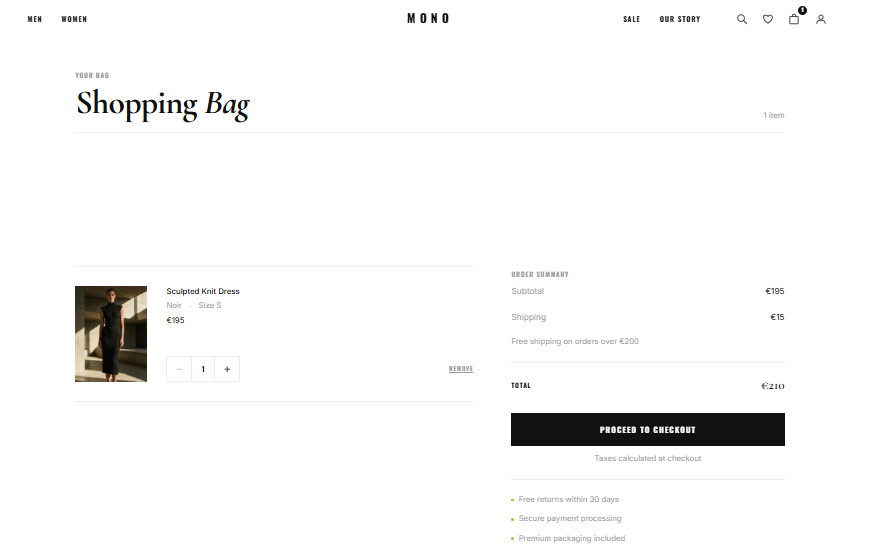 MEN WOMEN MONO SALE OUR STORY
YOUR BAG
Shopping Bag
1 item
Sculpted Knit Dress
Noir · Size S
€195
− 1 +
REMOVE
ORDER SUMMARY
Subtotal €195
Shipping €15
Free shipping on orders over €200
TOTAL €210
PROCEED TO CHECKOUT
Taxes calculated at checkout
Free returns within 30 days
Secure payment processing
Premium packaging included